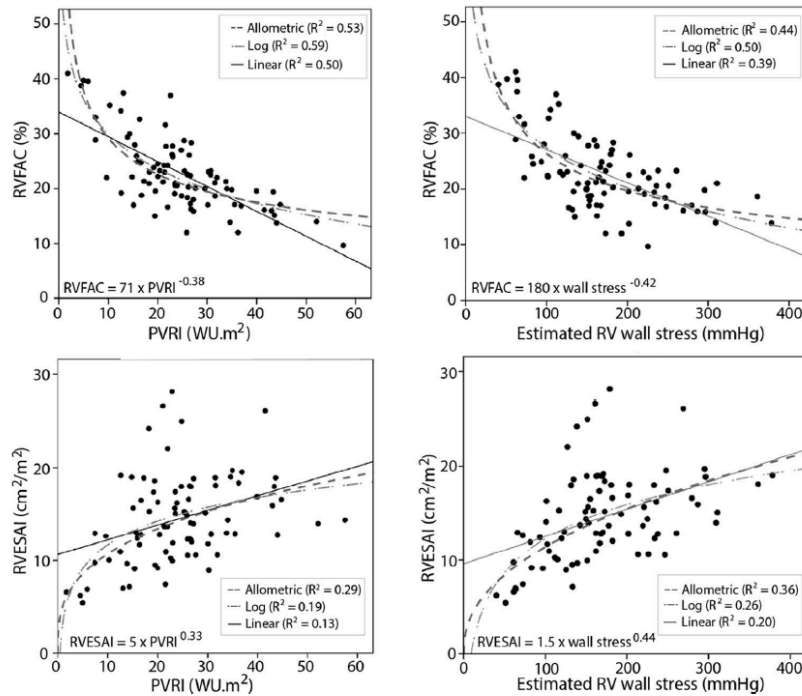 50
40
30
20
10
0
RVFAC (%)
Allometric (R² = 0.53)
Log (R² = 0.59)
Linear (R² = 0.50)
RVFAC = 71 x PVRI -0.38
0 10 20 30 40 50 60
PVRI (WU.m²)
50
40
30
20
10
0
RVFAC (%)
Allometric (R² = 0.44)
Log (R² = 0.50)
Linear (R² = 0.39)
RVFAC = 180 x wall stress -0.42
0 100 200 300 400
Estimated RV wall stress (mmHg)
30
20
10
0
RVESAI (cm²/m²)
Allometric (R² = 0.29)
Log (R² = 0.19)
Linear (R² = 0.13)
RVESAI = 5 x PVRI 0.33
0 10 20 30 40 50 60
PVRI (WU.m²)
30
20
10
0
RVESAI (cm²/m²)
Allometric (R² = 0.36)
Log (R² = 0.26)
Linear (R² = 0.20)
RVESAI = 1.5 x wall stress 0.44
0 100 200 300 400
Estimated RV wall stress (mmHg)